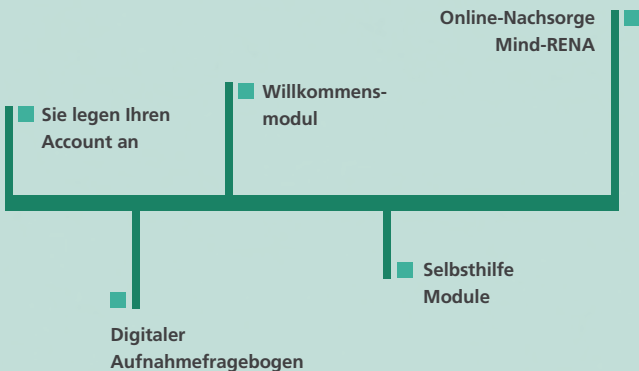 Online-Nachsorge
Mind-RENA
Willkommens-
modul
Sie legen Ihren
Account an
Selbsthilfe
Module
Digitaler
Aufnahmefragebogen